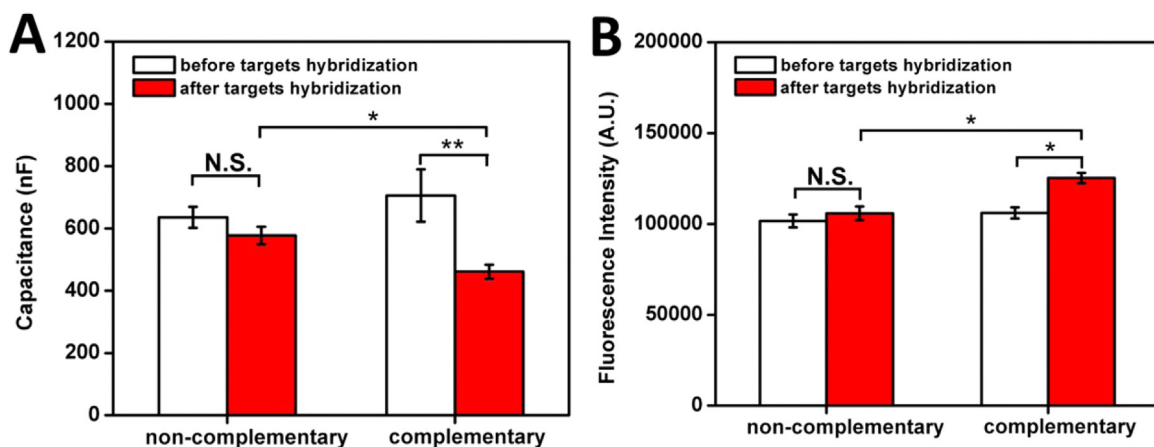 A
1200
1000
800
600
400
200
0
Capacitance (nF)
before targets hybridization
after targets hybridization
*
**
N.S.
non-complementary
complementary
B
200000
150000
100000
50000
0
Fluorescence Intensity (A.U.)
before targets hybridization
after targets hybridization
*
*
N.S.
non-complementary
complementary